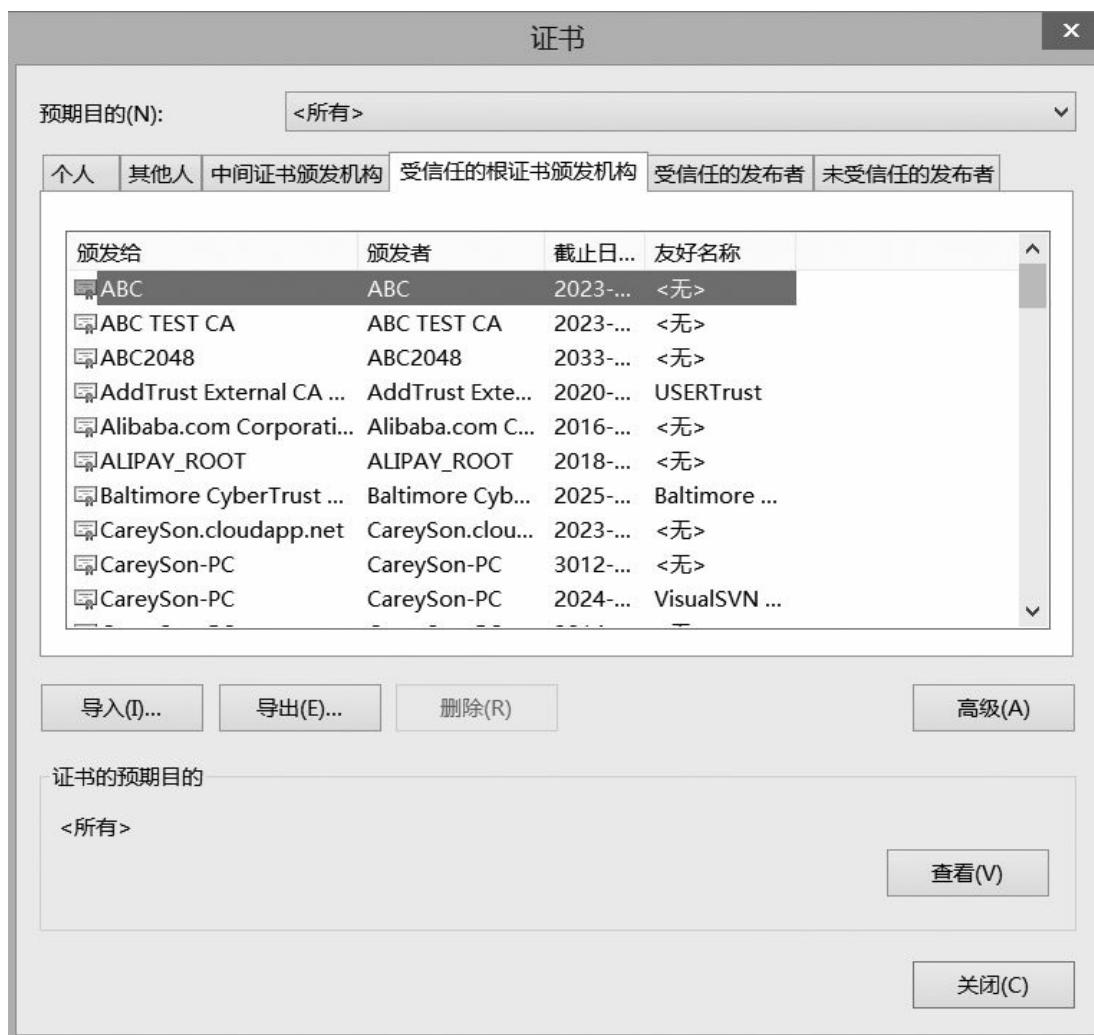 证书
预期目的(N): <所有>
个人 其他人 中间证书颁发机构 受信任的根证书颁发机构 受信任的发布者 未受信任的发布者
颁发给 颁发者 截止日... 友好名称
ABC ABC 2023-... <无>
ABC TEST CA ABC TEST CA 2023-... <无>
ABC2048 ABC2048 2033-... <无>
AddTrust External CA ... AddTrust Exte... 2020-... USERTrust
Alibaba.com Corporati... Alibaba.com C... 2016-... <无>
ALIPAY_ROOT ALIPAY_ROOT 2018-... <无>
Baltimore CyberTrust ... Baltimore Cyb... 2025-... Baltimore ...
CareySon.cloudapp.net CareySon.clou... 2023-... <无>
CareySon-PC CareySon-PC 3012-... <无>
CareySon-PC CareySon-PC 2024-... VisualSVN ...
导入(I)... 导出(E)... 删除(R) 高级(A)
证书的预期目的
<所有>
查看(V)
关闭(C)